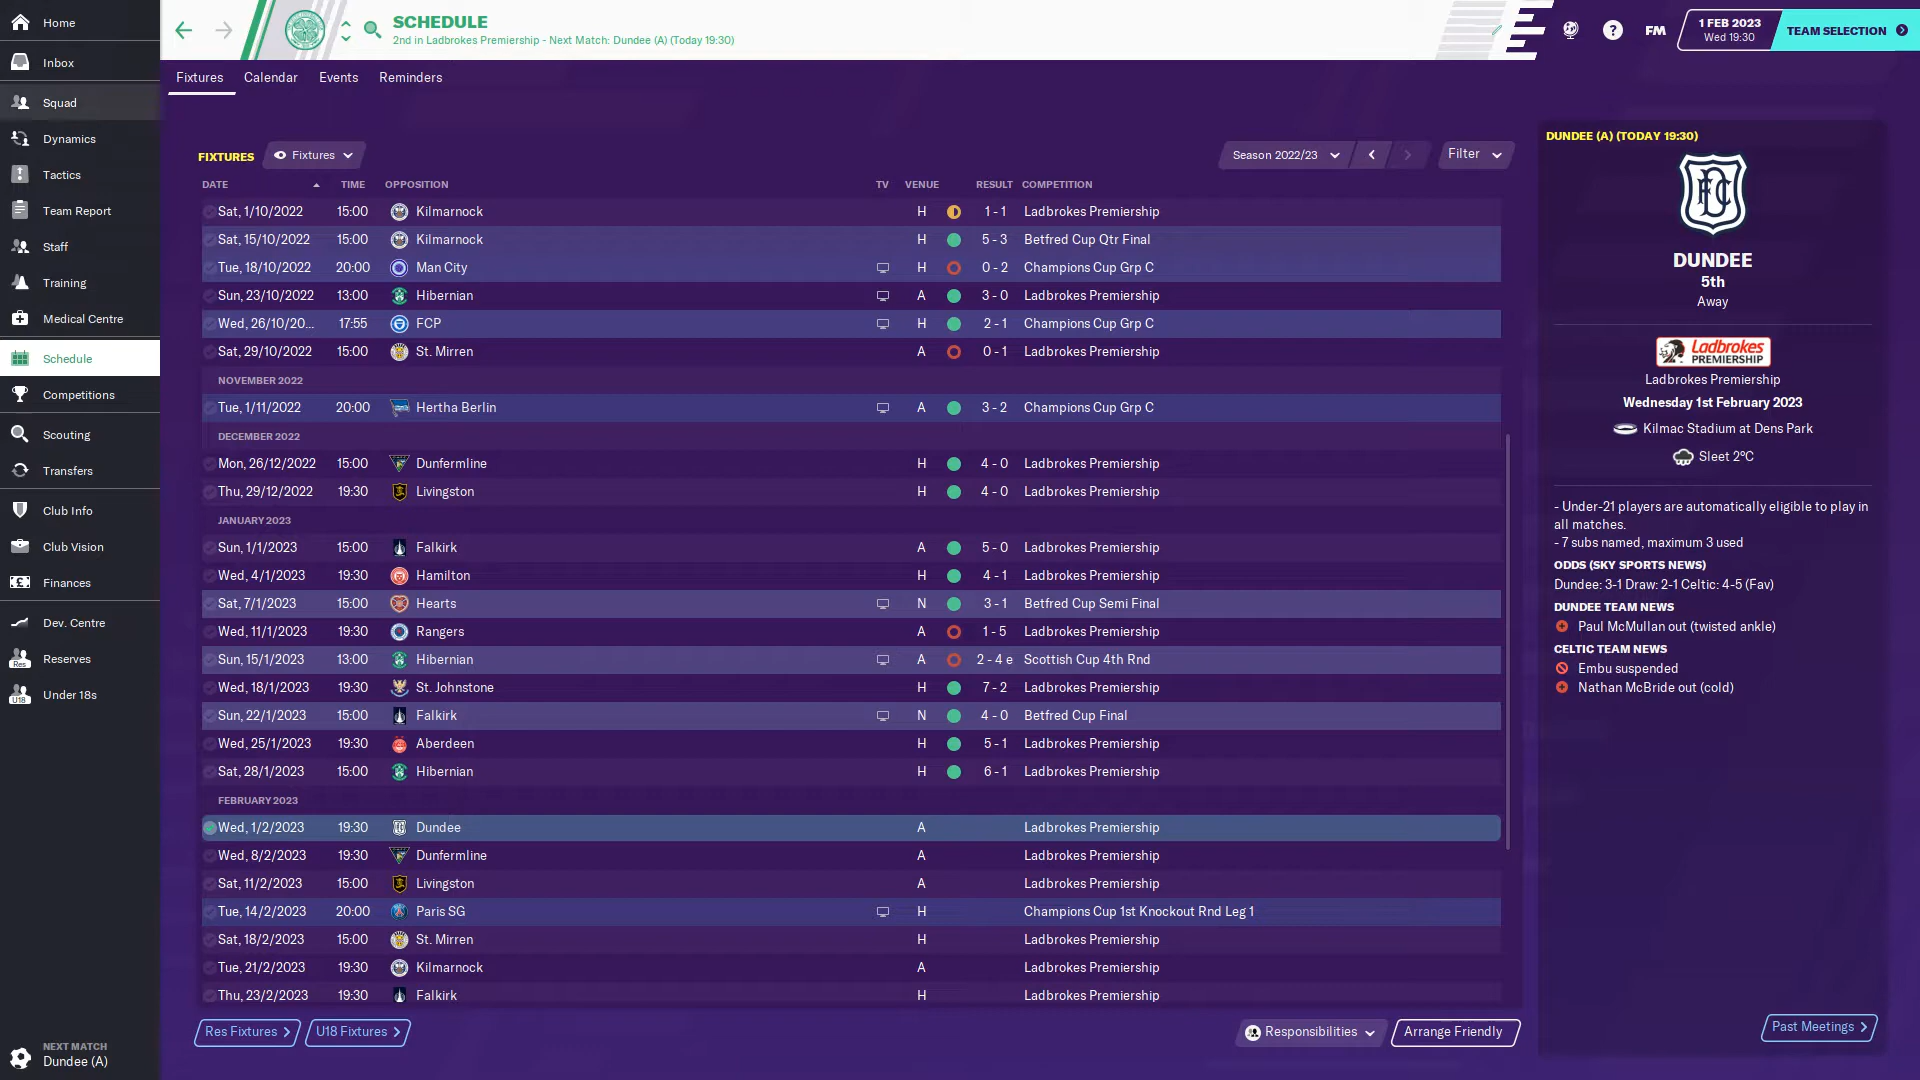 Home
Inbox
Squad
Dynamics
Tactics
Team Report
Staff
Training
Medical Centre
Schedule
Competitions
Scouting
Transfers
Club Info
Club Vision
Finances
Dev. Centre
Res
Reserves
U18
Under 18s
NEXT MATCH
Dundee (A)
SCHEDULE
2nd in Ladbrokes Premiership - Next Match: Dundee (A) (Today 19:30)
?
FM
1 FEB 2023
Wed 19:30
TEAM SELECTION
Fixtures Calendar Events Reminders
FIXTURES Fixtures Season 2022/23 Filter
DATE TIME OPPOSITION TV VENUE RESULT COMPETITION
Sat, 1/10/2022 15:00 Kilmarnock H 1 - 1 Ladbrokes Premiership
Sat, 15/10/2022 15:00 Kilmarnock H 5 - 3 Betfred Cup Qtr Final
Tue, 18/10/2022 20:00 Man City H 0 - 2 Champions Cup Grp C
Sun, 23/10/2022 13:00 Hibernian A 3 - 0 Ladbrokes Premiership
Wed, 26/10/20... 17:55 FCP H 2 - 1 Champions Cup Grp C
Sat, 29/10/2022 15:00 St. Mirren A 0 - 1 Ladbrokes Premiership
NOVEMBER 2022
Tue, 1/11/2022 20:00 Hertha Berlin A 3 - 2 Champions Cup Grp C
DECEMBER 2022
Mon, 26/12/2022 15:00 Dunfermline H 4 - 0 Ladbrokes Premiership
Thu, 29/12/2022 19:30 Livingston H 4 - 0 Ladbrokes Premiership
JANUARY 2023
Sun, 1/1/2023 15:00 Falkirk A 5 - 0 Ladbrokes Premiership
Wed, 4/1/2023 19:30 Hamilton H 4 - 1 Ladbrokes Premiership
Sat, 7/1/2023 15:00 Hearts N 3 - 1 Betfred Cup Semi Final
Wed, 11/1/2023 19:30 Rangers A 1 - 5 Ladbrokes Premiership
Sun, 15/1/2023 13:00 Hibernian A 2 - 4 e Scottish Cup 4th Rnd
Wed, 18/1/2023 19:30 St. Johnstone H 7 - 2 Ladbrokes Premiership
Sun, 22/1/2023 15:00 Falkirk N 4 - 0 Betfred Cup Final
Wed, 25/1/2023 19:30 Aberdeen H 5 - 1 Ladbrokes Premiership
Sat, 28/1/2023 15:00 Hibernian H 6 - 1 Ladbrokes Premiership
FEBRUARY 2023
Wed, 1/2/2023 19:30 Dundee A Ladbrokes Premiership
Wed, 8/2/2023 19:30 Dunfermline A Ladbrokes Premiership
Sat, 11/2/2023 15:00 Livingston A Ladbrokes Premiership
Tue, 14/2/2023 20:00 Paris SG H Champions Cup 1st Knockout Rnd Leg 1
Sat, 18/2/2023 15:00 St. Mirren H Ladbrokes Premiership
Tue, 21/2/2023 19:30 Kilmarnock A Ladbrokes Premiership
Thu, 23/2/2023 19:30 Falkirk H Ladbrokes Premiership
Res Fixtures U18 Fixtures Responsibilities Arrange Friendly
DUNDEE (A) (TODAY 19:30)
DFC
DUNDEE
5th
Away
Ladbrokes
PREMIERSHIP
Ladbrokes Premiership
Wednesday 1st February 2023
Kilmac Stadium at Dens Park
Sleet 2°C
- Under-21 players are automatically eligible to play in
all matches.
- 7 subs named, maximum 3 used
ODDS (SKY SPORTS NEWS)
Dundee: 3-1 Draw: 2-1 Celtic: 4-5 (Fav)
DUNDEE TEAM NEWS
Paul McMullan out (twisted ankle)
CELTIC TEAM NEWS
Embu suspended
Nathan McBride out (cold)
Past Meetings